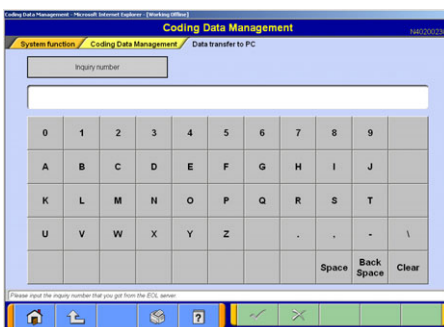 Coding Data Management - Microsoft Internet Explorer - [Working Offline]
Coding Data Management
N4020023
System function Coding Data Management Data transfer to PC
Inquiry number
0 1 2 3 4 5 6 7 8 9
A B C D E F G H I J
K L M N O P Q R S T
U V W X Y Z . , - \
Space Back Space Clear
Please input the inquiry number that you got from the ECL server.
?